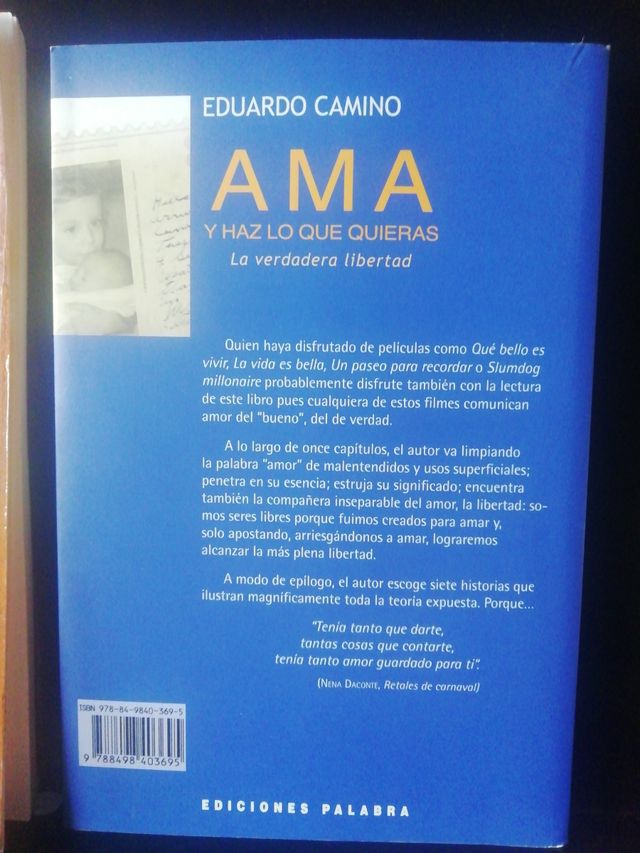 EDUARDO CAMINO
AMA
Y HAZ LO QUE QUIERAS
La verdadera libertad
Quien haya disfrutado de películas como Qué bello es
vivir, La vida es bella, Un paseo para recordar o Slumdog
millonaire probablemente disfrute también con la lectura
de este libro pues cualquiera de estos filmes comunican
amor del "bueno", del de verdad.
A lo largo de once capítulos, el autor va limpiando
la palabra "amor" de malentendidos y usos superficiales;
penetra en su esencia; estruja su significado; encuentra
también la compañera inseparable del amor, la libertad: so-
mos seres libres porque fuimos creados para amar y,
solo apostando, arriesgándonos a amar, lograremos
alcanzar la más plena libertad.
A modo de epílogo, el autor escoge siete historias que
ilustran magníficamente toda la teoría expuesta. Porque...
"Tenía tanto que darte,
tantas cosas que contarte,
tenía tanto amor guardado para ti".
(NENA DACONTE, Retales de carnaval)
ISBN 978-84-9840-369-5
9 788498 403695
EDICIONES PALABRA